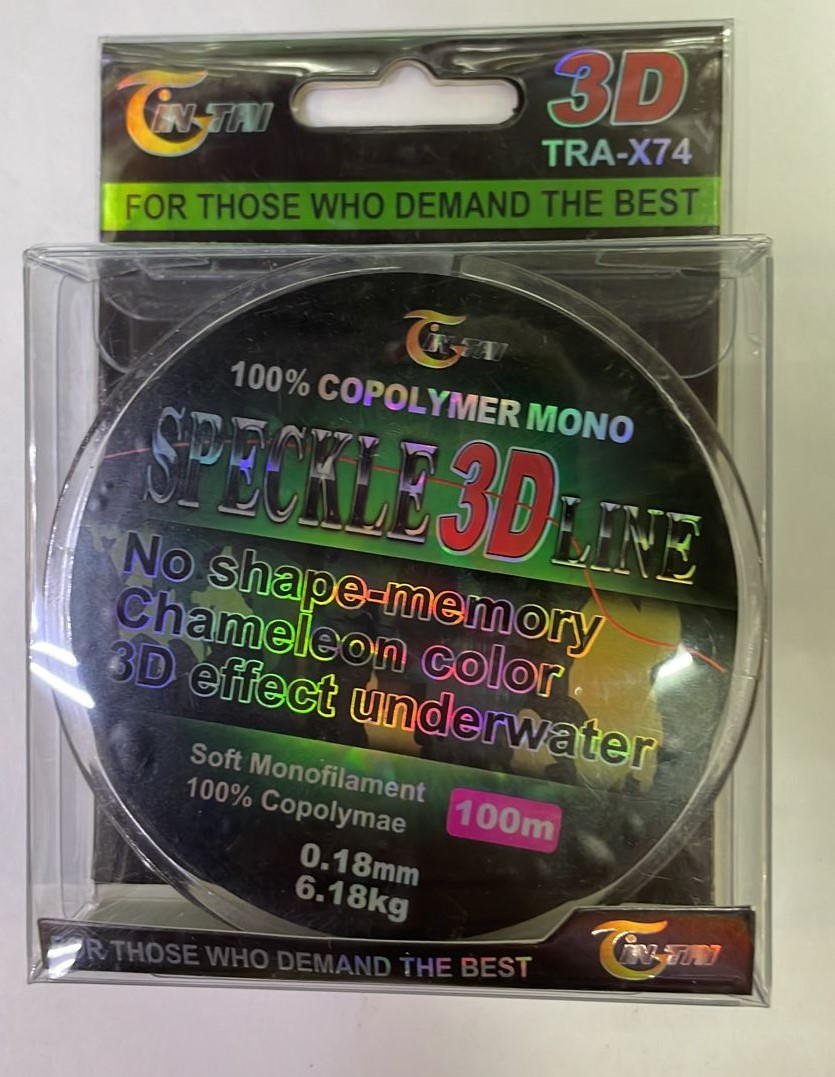 TIN-TAI
3D
TRA-X74
FOR THOSE WHO DEMAND THE BEST
TIN-TAI
100% COPOLYMER MONO
SPECKLE 3D LINE
No shape-memory
Chameleon color
3D effect underwater
Soft Monofilament
100% Copolymae
100m
0.18mm
6.18kg
FOR THOSE WHO DEMAND THE BEST
TIN-TAI